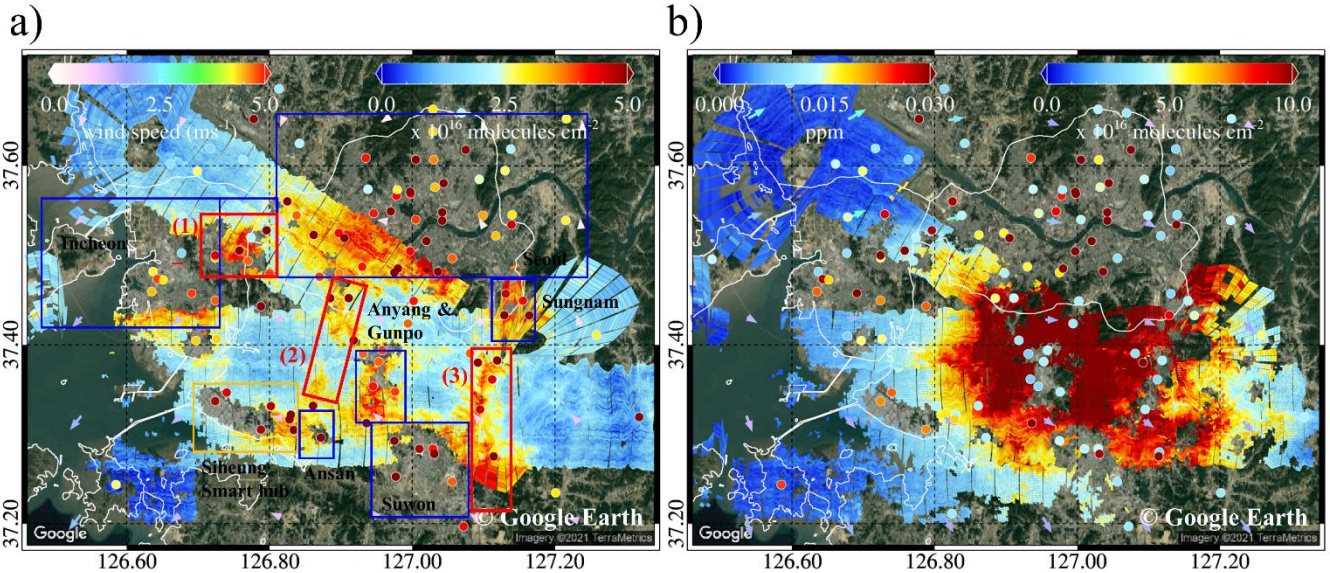 a)
b)
0.0 2.5 5.0
wind speed (ms⁻¹)
0.0 2.5 5.0
x 10¹⁶ molecules cm⁻²
0.000 0.015 0.030
ppm
0.0 5.0 10.0
x 10¹⁶ molecules cm⁻²
37.60
37.40
37.20
(1)
Incheon
Seoul
Sungnam
Anyang &
Gunpo
(2)
(3)
Siheung
Smart hub
Ansan
Suwon
© Google Earth
Google
Imagery ©2021 TerraMetrics
126.60 126.80 127.00 127.20
37.60
37.40
37.20
© Google Earth
Google
Imagery ©2021 TerraMetrics
126.60 126.80 127.00 127.20